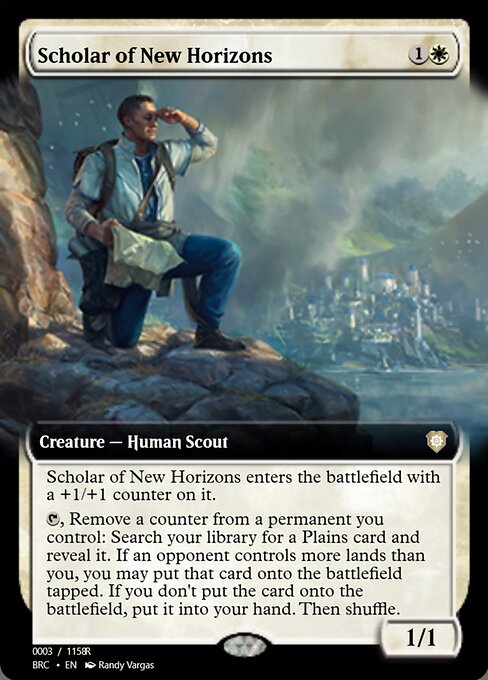 Scholar of New Horizons 1
Creature — Human Scout
Scholar of New Horizons enters the battlefield with
a +1/+1 counter on it.
, Remove a counter from a permanent you
control: Search your library for a Plains card and
reveal it. If an opponent controls more lands than
you, you may put that card onto the battlefield
tapped. If you don't put the card onto the
battlefield, put it into your hand. Then shuffle.
1/1
0003 / 1158R
BRC • EN Randy Vargas